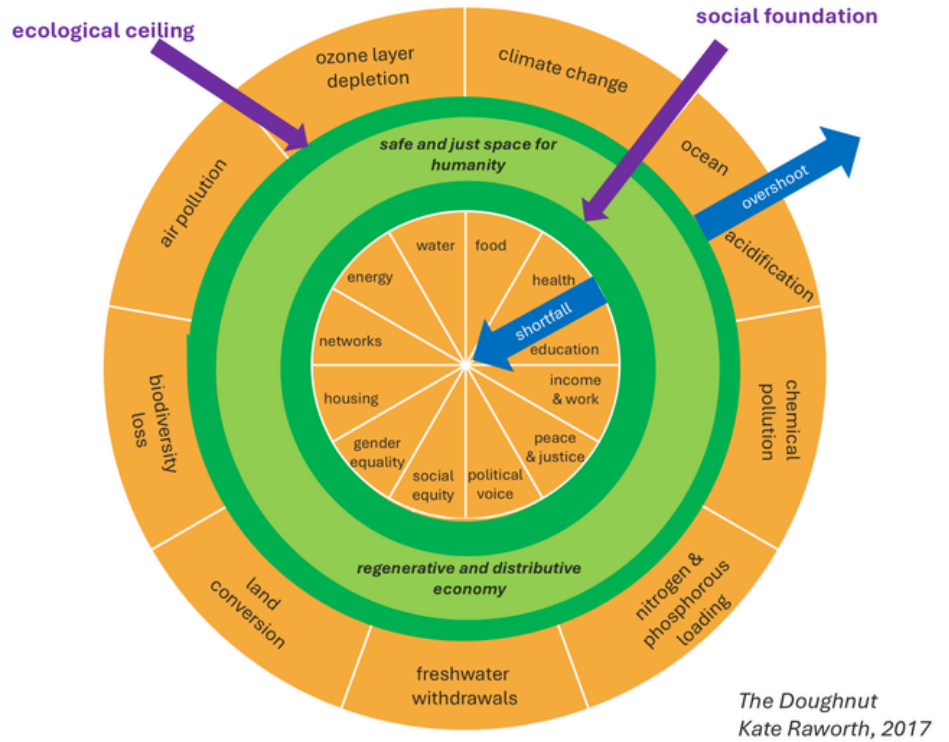 ecological ceiling
social foundation
ozone layer
depletion
climate change
ocean
acidification
overshoot
air pollution
safe and just space for
humanity
water
food
energy
health
shortfall
networks
education
housing
income
& work
gender
equality
peace
& justice
social
equity
political
voice
biodiversity
loss
chemical
pollution
regenerative and distributive
economy
land
conversion
nitrogen &
phosphorous
loading
freshwater
withdrawals
The Doughnut
Kate Raworth, 2017